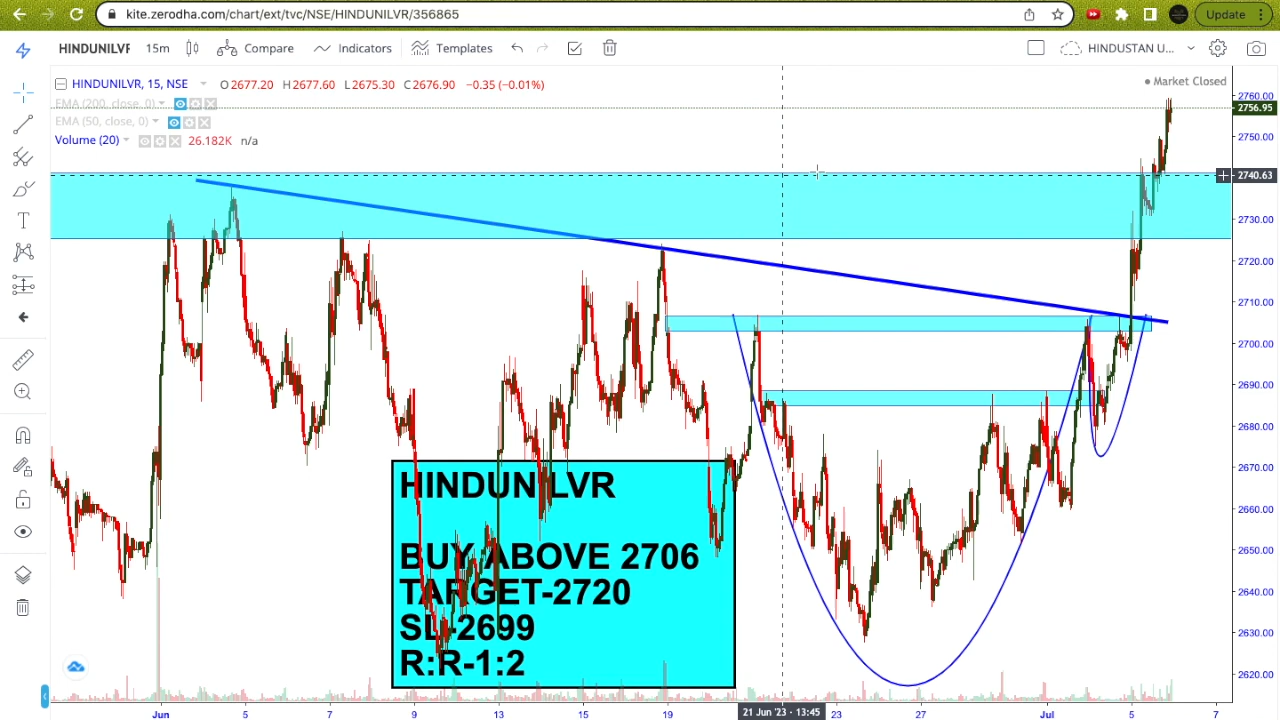 kite.zerodha.com/chart/ext/tvc/NSE/HINDUNILVR/356865
Update
HINDUNILVR 15m Compare Indicators Templates HINDUSTAN U...
HINDUNILVR, 15, NSE O2677.20 H2677.60 L2675.30 C2676.90 −0.35 (−0.01%)
Market Closed
EMA (200, close, 0)
EMA (50, close, 0)
Volume (20) 26.182K n/a
2760.00
2756.95
2750.00
2740.63
2730.00
2720.00
2710.00
2700.00
2690.00
2680.00
2670.00
2660.00
2650.00
2640.00
2630.00
2620.00
HINDUNILVR
BUY ABOVE 2706
TARGET-2720
SL-2699
R:R-1:2
Jun 5 7 9 13 15 19 21 Jun '23 · 13:45 23 27 Jul 5 7